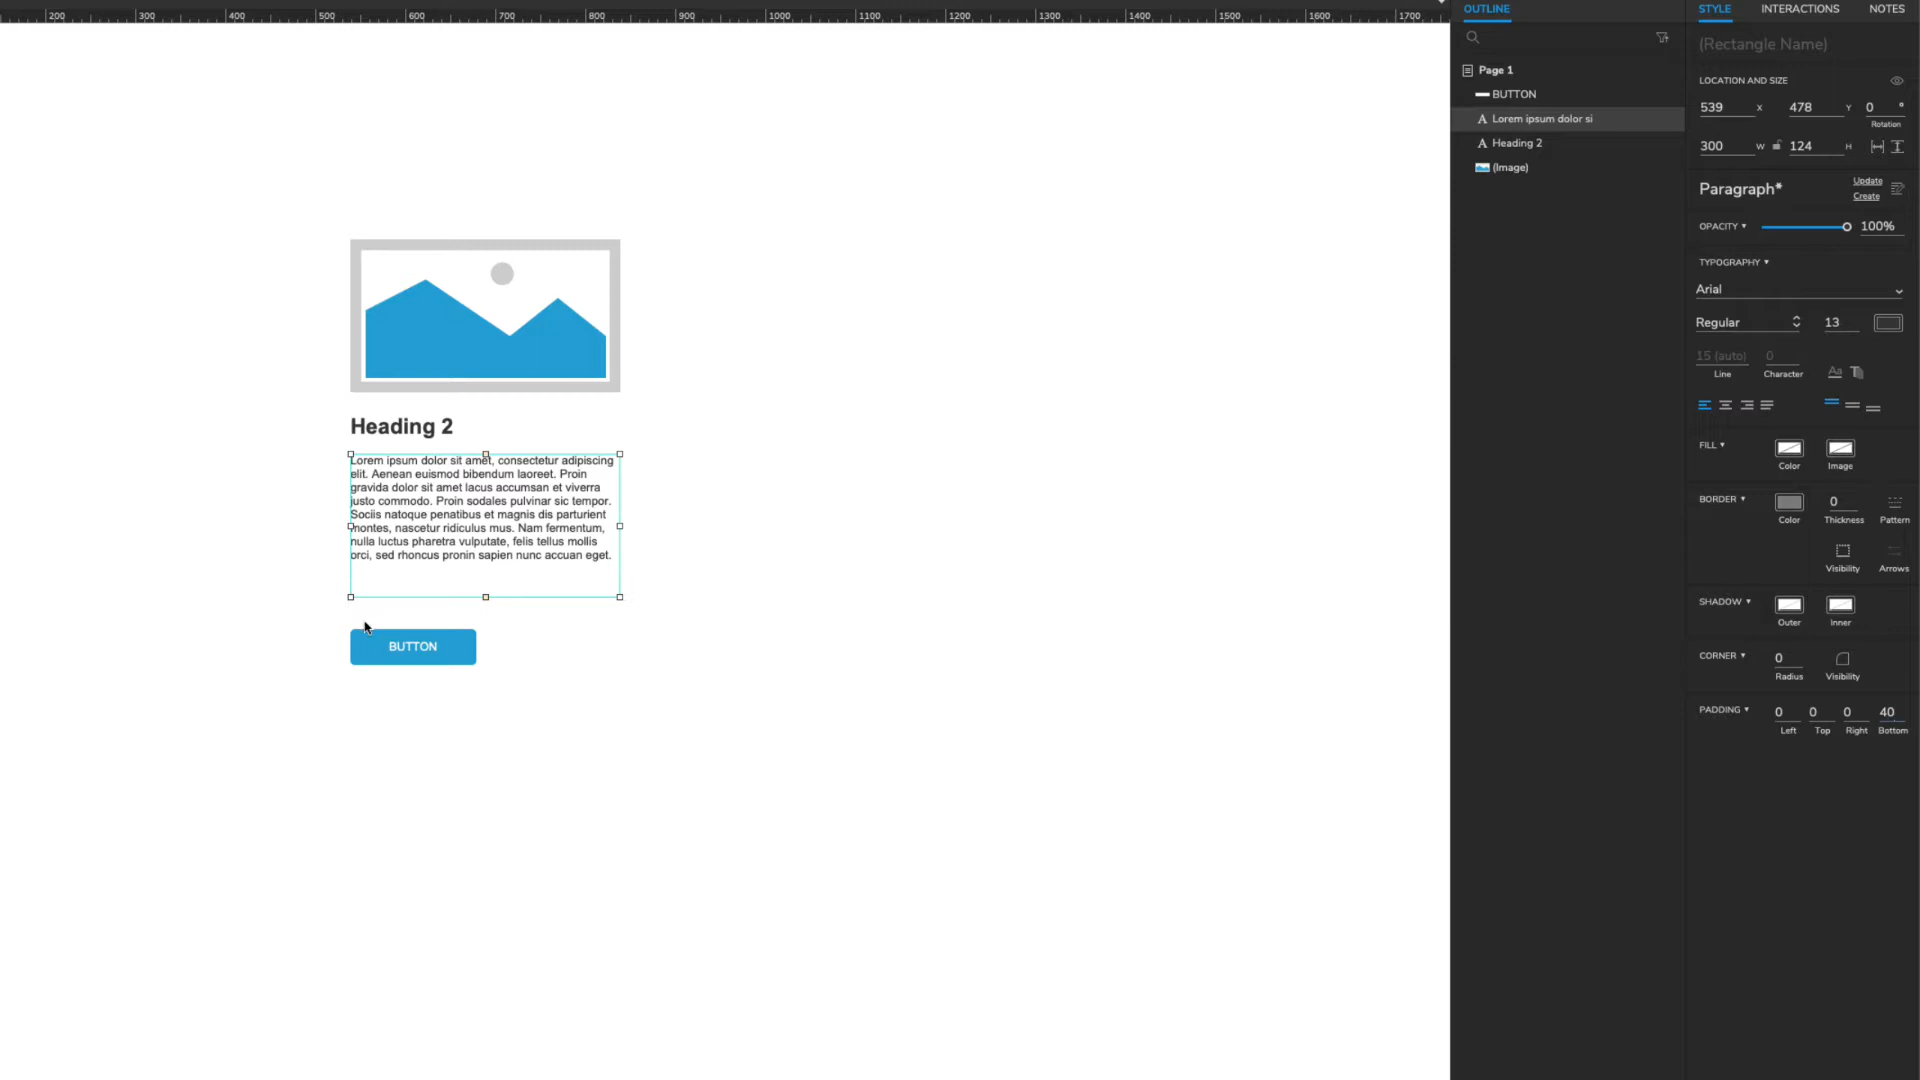 200 300 400 500 600 700 800 900 1000 1100 1200 1300 1400 1500 1600 1700
OUTLINE
Page 1
BUTTON
Lorem ipsum dolor si
Heading 2
(Image)
Heading 2
Lorem ipsum dolor sit amet, consectetur adipiscing
elit. Aenean euismod bibendum laoreet. Proin
gravida dolor sit amet lacus accumsan et viverra
justo commodo. Proin sodales pulvinar sic tempor.
Sociis natoque penatibus et magnis dis parturient
montes, nascetur ridiculus mus. Nam fermentum,
nulla luctus pharetra vulputate, felis tellus mollis
orci, sed rhoncus pronin sapien nunc accuan eget.
BUTTON
STYLE INTERACTIONS NOTES
(Rectangle Name)
LOCATION AND SIZE
539 X 478 Y 0 °
Rotation
300 W 124 H
Paragraph*
Update
Create
OPACITY 100%
TYPOGRAPHY
Arial
Regular 13
15 (auto) 0
Line Character
Aa
FILL
Color Image
BORDER 0
Color Thickness Pattern
Visibility Arrows
SHADOW
Outer Inner
CORNER 0
Radius Visibility
PADDING 0 0 0 40
Left Top Right Bottom